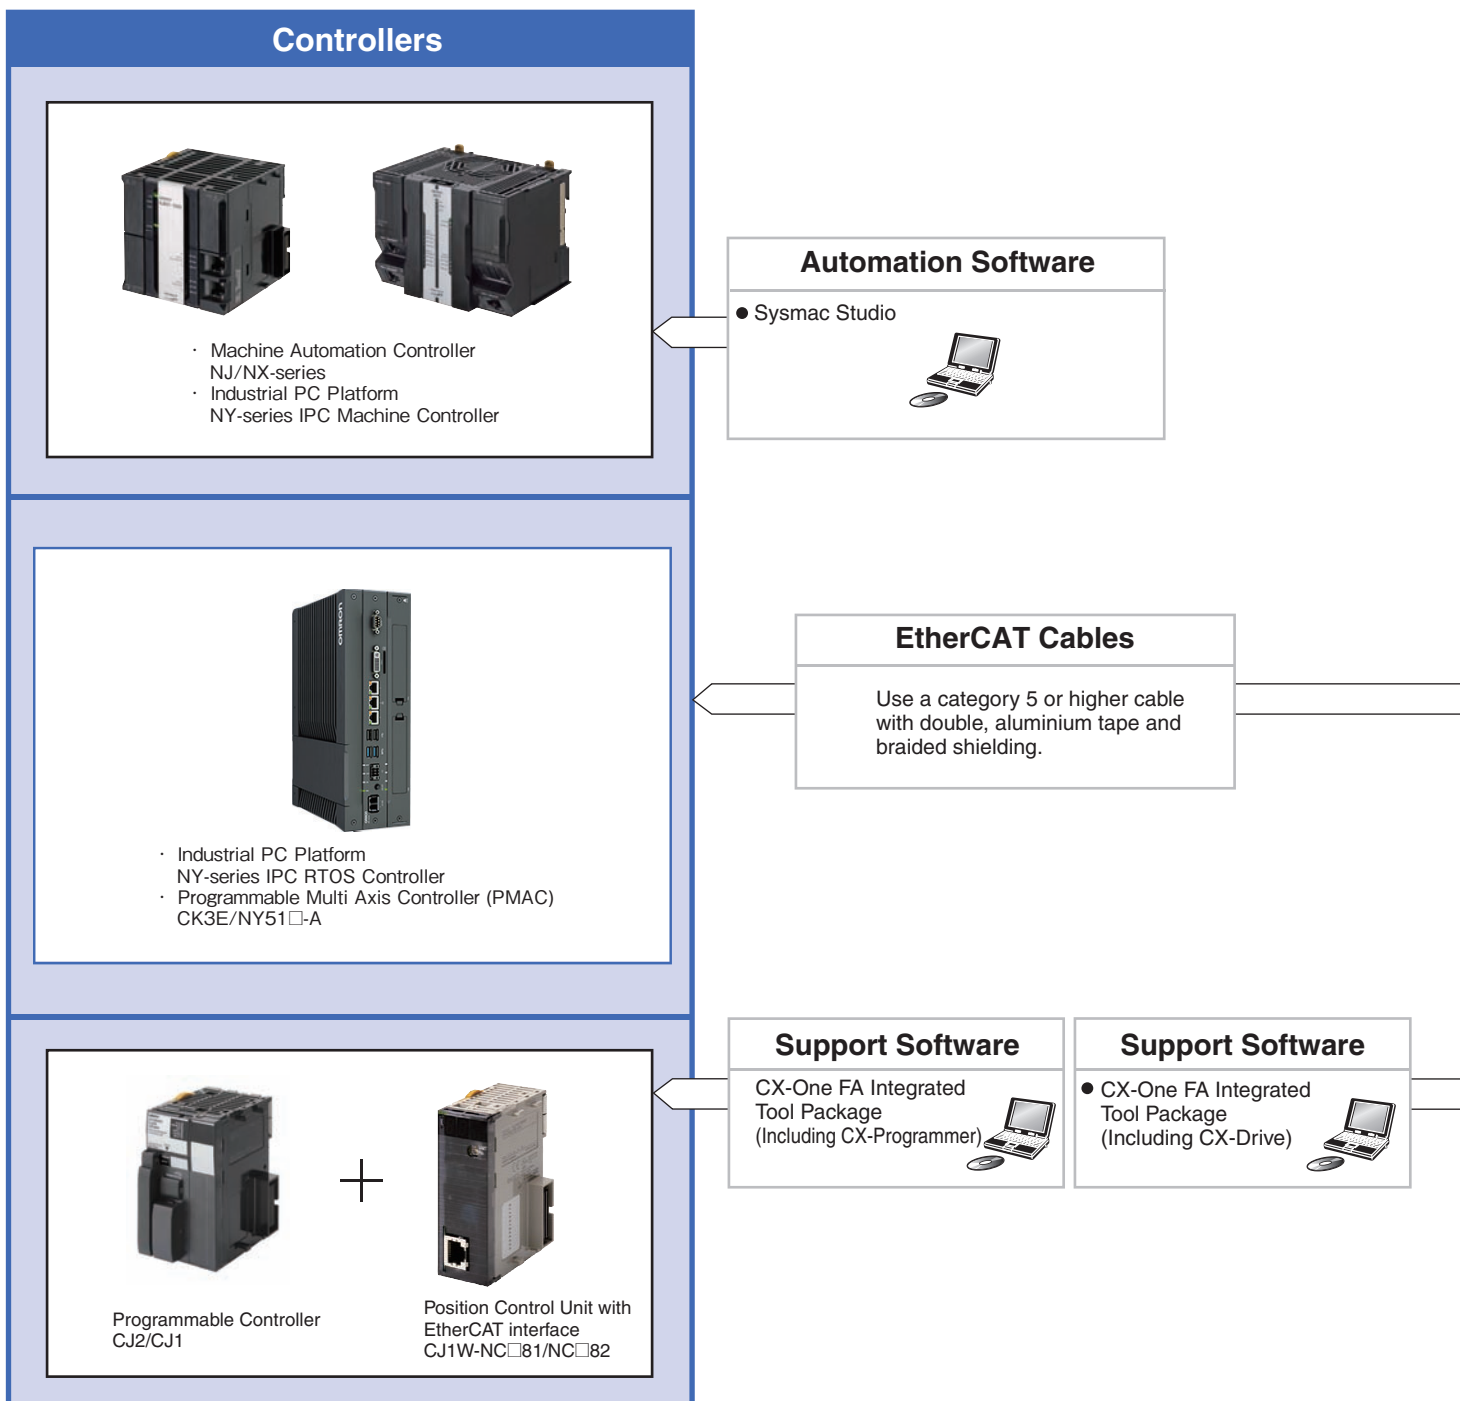 Controllers
· Machine Automation Controller
NJ/NX-series
· Industrial PC Platform
NY-series IPC Machine Controller
Automation Software
● Sysmac Studio
omron
· Industrial PC Platform
NY-series IPC RTOS Controller
· Programmable Multi Axis Controller (PMAC)
CK3E/NY51□-A
EtherCAT Cables
Use a category 5 or higher cable
with double, aluminium tape and
braided shielding.
Programmable Controller
CJ2/CJ1
Position Control Unit with
EtherCAT interface
CJ1W-NC□81/NC□82
Support Software
CX-One FA Integrated
Tool Package
(Including CX-Programmer)
Support Software
● CX-One FA Integrated
Tool Package
(Including CX-Drive)